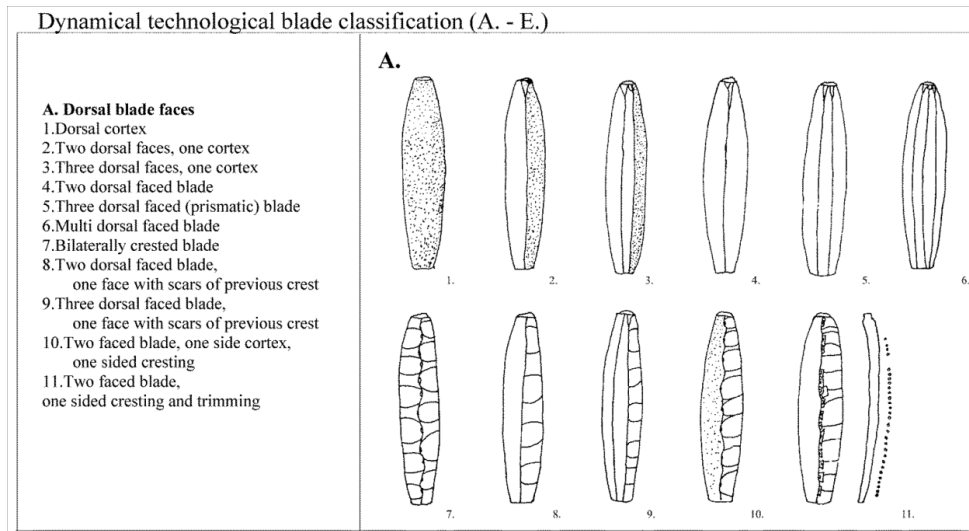 Dynamical technological blade classification (A. - E.)
A. Dorsal blade faces
1.Dorsal cortex
2.Two dorsal faces, one cortex
3.Three dorsal faces, one cortex
4.Two dorsal faced blade
5.Three dorsal faced (prismatic) blade
6.Multi dorsal faced blade
7.Bilaterally crested blade
8.Two dorsal faced blade,
one face with scars of previous crest
9.Three dorsal faced blade,
one face with scars of previous crest
10.Two faced blade, one side cortex,
one sided cresting
11.Two faced blade,
one sided cresting and trimming
A.
1. 2. 3. 4. 5. 6.
7. 8. 9. 10. 11.